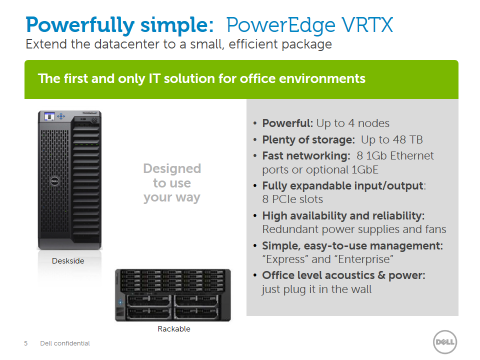 Powerfully simple: PowerEdge VRTX
Extend the datacenter to a small, efficient package
The first and only IT solution for office environments
Designed
to use
your way
Deskside
Rackable
• Powerful: Up to 4 nodes
• Plenty of storage: Up to 48 TB
• Fast networking: 8 1Gb Ethernet
ports or optional 1GbE
• Fully expandable input/output:
8 PCIe slots
• High availability and reliability:
Redundant power supplies and fans
• Simple, easy-to-use management:
“Express” and “Enterprise”
• Office level acoustics & power:
just plug it in the wall
5 Dell confidential
DELL